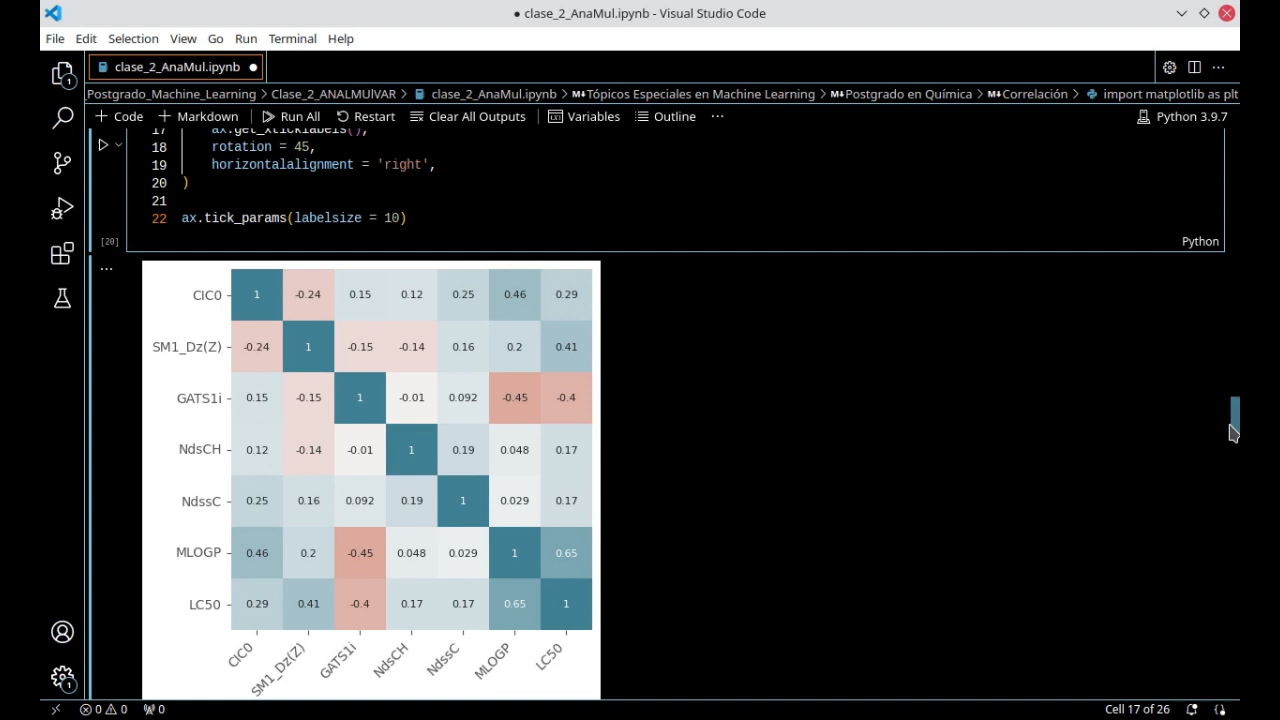 ● clase_2_AnaMul.ipynb - Visual Studio Code
File Edit Selection View Go Run Terminal Help
clase_2_AnaMul.ipynb ●
Postgrado_Machine_Learning > Clase_2_ANALMUlVAR > clase_2_AnaMul.ipynb > M↓Tópicos Especiales en Machine Learning > M↓Postgrado en Química > M↓Correlación > import matplotlib as plt
+ Code + Markdown Run All Restart Clear All Outputs Variables Outline ... Python 3.9.7
17 ax.get_xticklabels(),
18 rotation = 45,
19 horizontalalignment = 'right',
20 )
21
22 ax.tick_params(labelsize = 10)
[20] Python
...
CIC0 1 -0.24 0.15 0.12 0.25 0.46 0.29
SM1_Dz(Z) -0.24 1 -0.15 -0.14 0.16 0.2 0.41
GATS1i 0.15 -0.15 1 -0.01 0.092 -0.45 -0.4
NdsCH 0.12 -0.14 -0.01 1 0.19 0.048 0.17
NdssC 0.25 0.16 0.092 0.19 1 0.029 0.17
MLOGP 0.46 0.2 -0.45 0.048 0.029 1 0.65
LC50 0.29 0.41 -0.4 0.17 0.17 0.65 1
CIC0 SM1_Dz(Z) GATS1i NdsCH NdssC MLOGP LC50
1
1
0 0 0 Cell 17 of 26